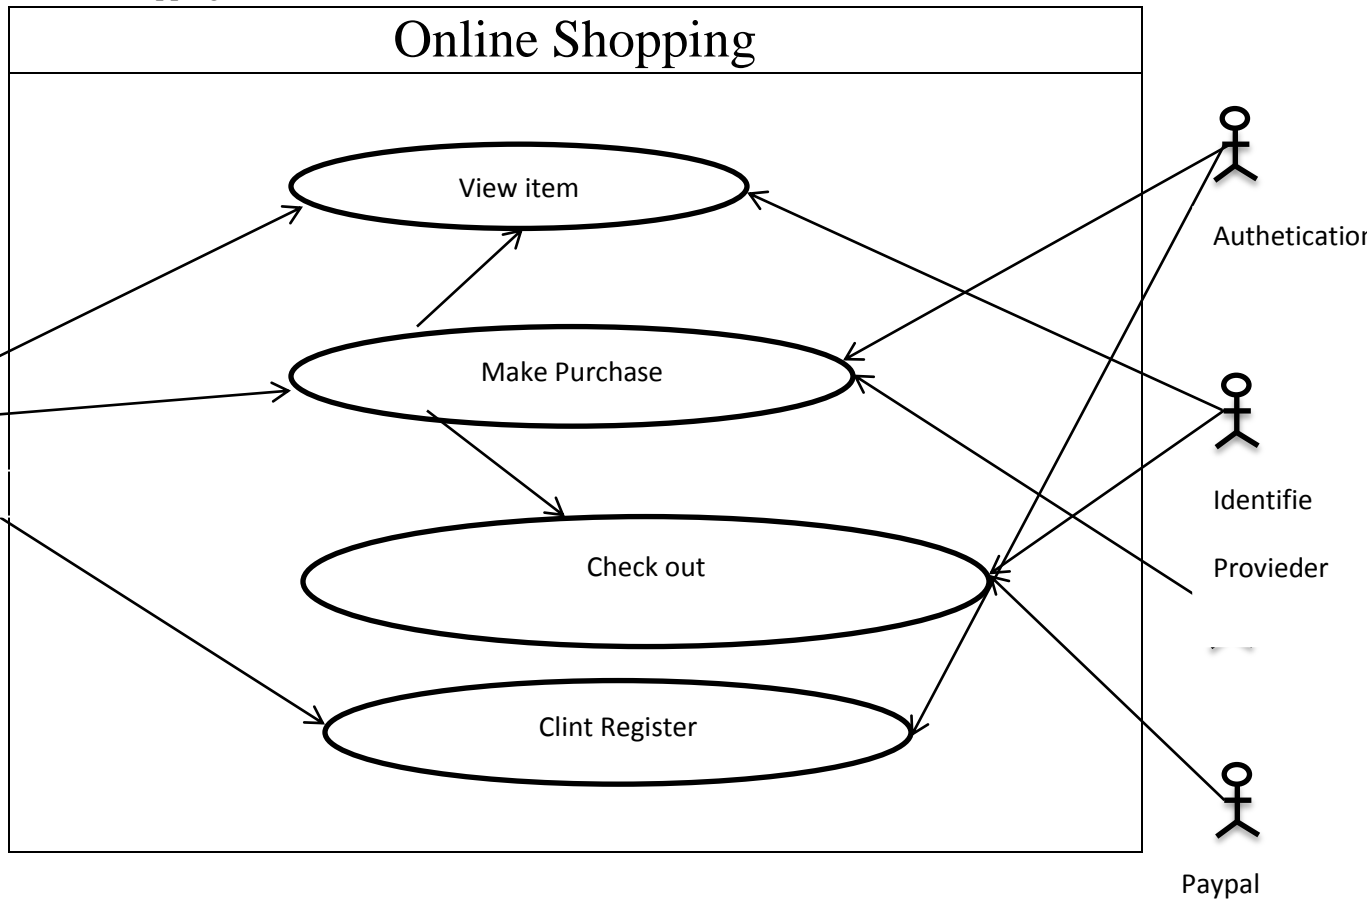 Online Shopping
View item
Authetication
Make Purchase
Identifie
Check out
Provieder
Clint Register
Paypal